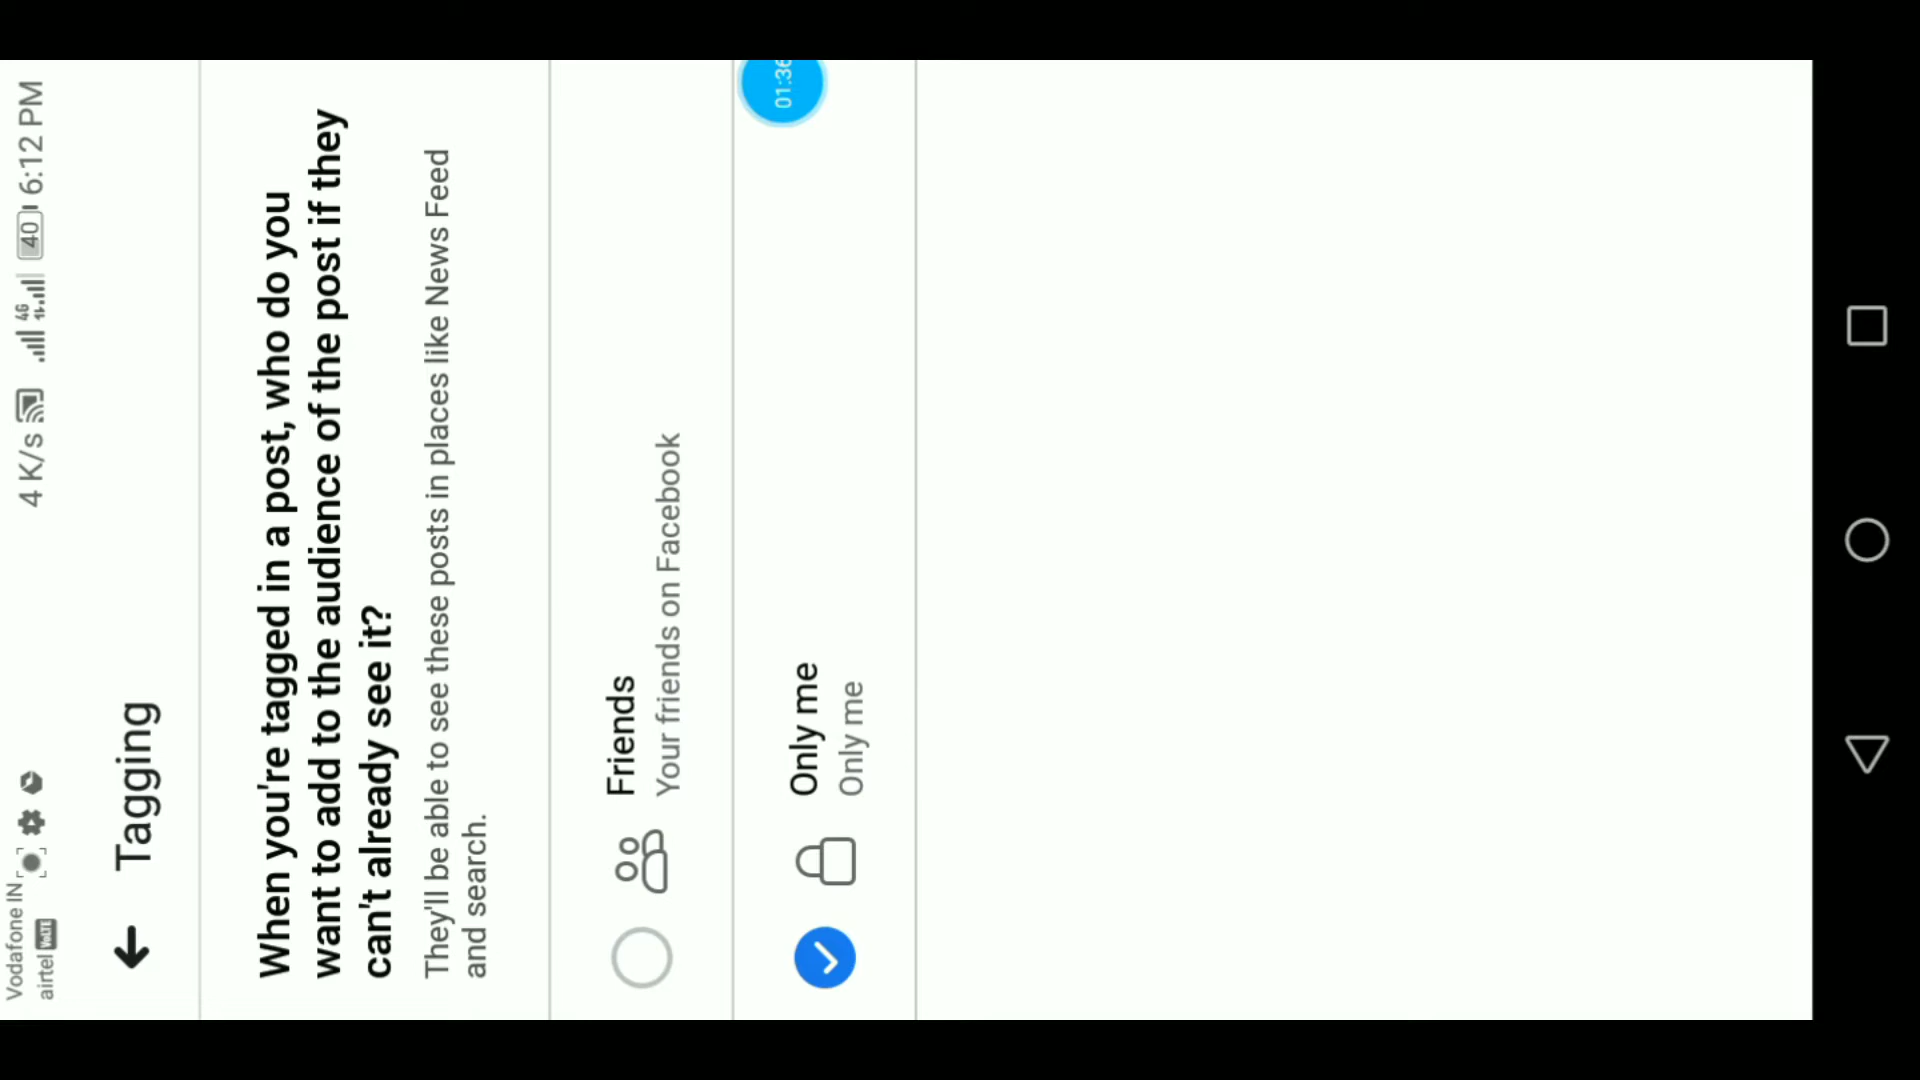 Vodafone IN
airtel VoLTE
4 K/s
4G
40
6:12 PM
Tagging
When you're tagged in a post, who do you
want to add to the audience of the post if they
can't already see it?
They'll be able to see these posts in places like News Feed
and search.
Friends
Your friends on Facebook
01:36
Only me
Only me